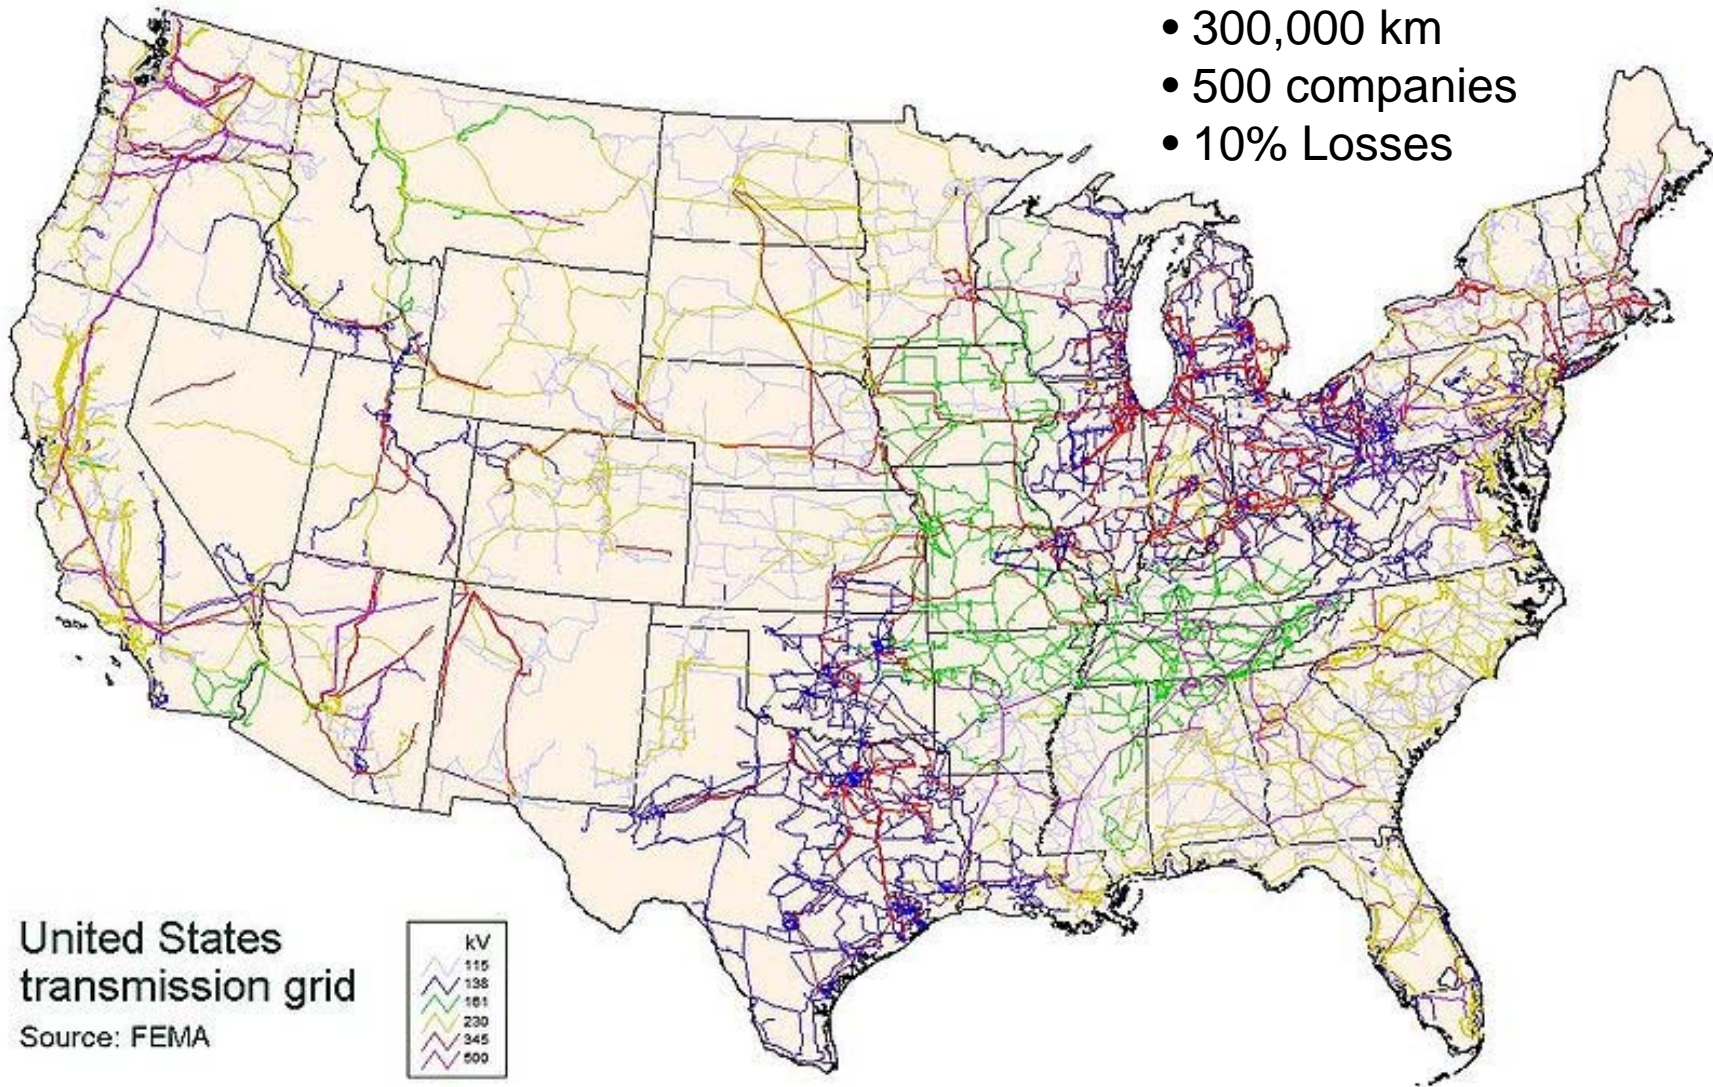 • 300,000 km
• 500 companies
• 10% Losses
United States
transmission grid
Source: FEMA
kV
115
138
161
230
345
500